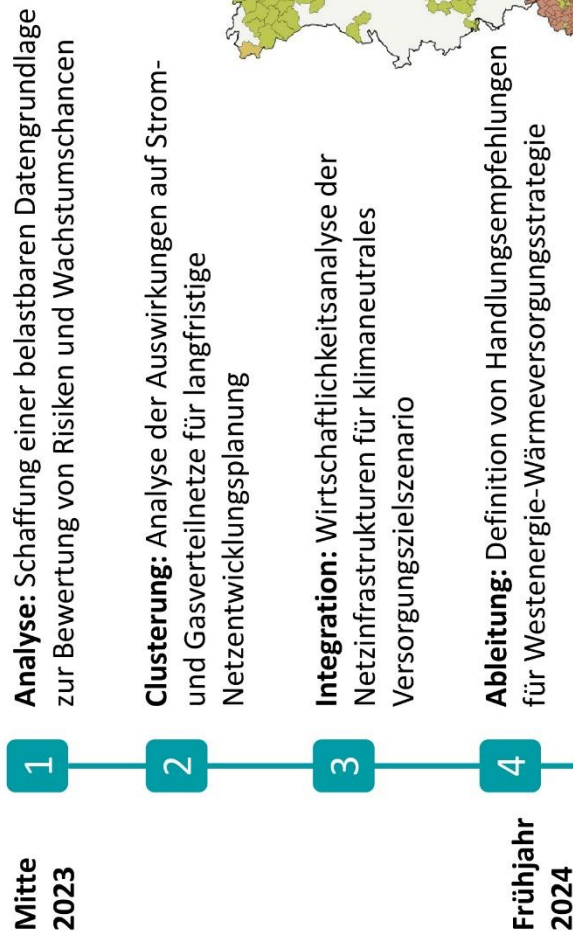 Mitte
2023
1
Analyse: Schaffung einer belastbaren Datengrundlage
zur Bewertung von Risiken und Wachstumschancen
2
Clusterung: Analyse der Auswirkungen auf Strom-
und Gasverteilnetze für langfristige
Netzentwicklungsplanung
3
Integration: Wirtschaftlichkeitsanalyse der
Netzinfrastrukturen für klimaneutrales
Versorgungszielszenario
Frühjahr
2024
4
Ableitung: Definition von Handlungsempfehlungen
für Westenergie-Wärmeversorgungsstrategie